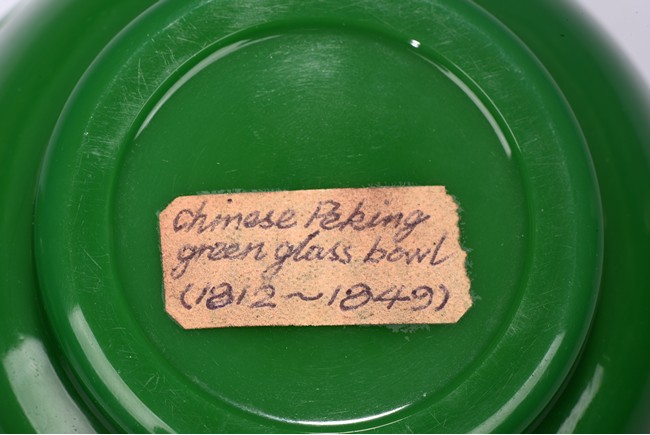 Chinese Peking
green glass bowl
(1812~1849)